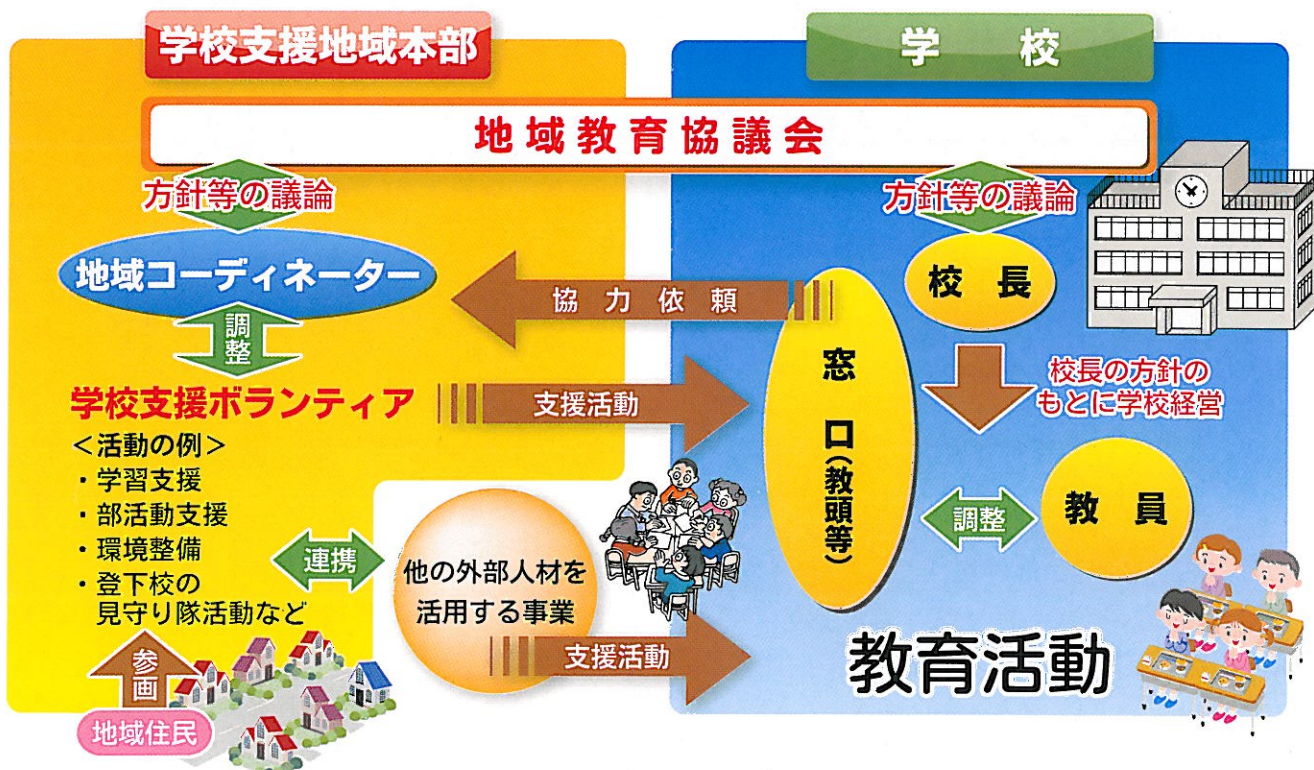 学校支援地域本部
学校
地域教育協議会
方針等の議論
方針等の議論
地域コーディネーター
校長
協力依頼
調整
窓口(教頭等)
学校支援ボランティア
支援活動
校長の方針の
もとに学校経営
<活動の例>
・学習支援
・部活動支援
・環境整備
・登下校の
見守り隊活動など
連携
他の外部人材を
活用する事業
調整
教員
支援活動
教育活動
参画
地域住民